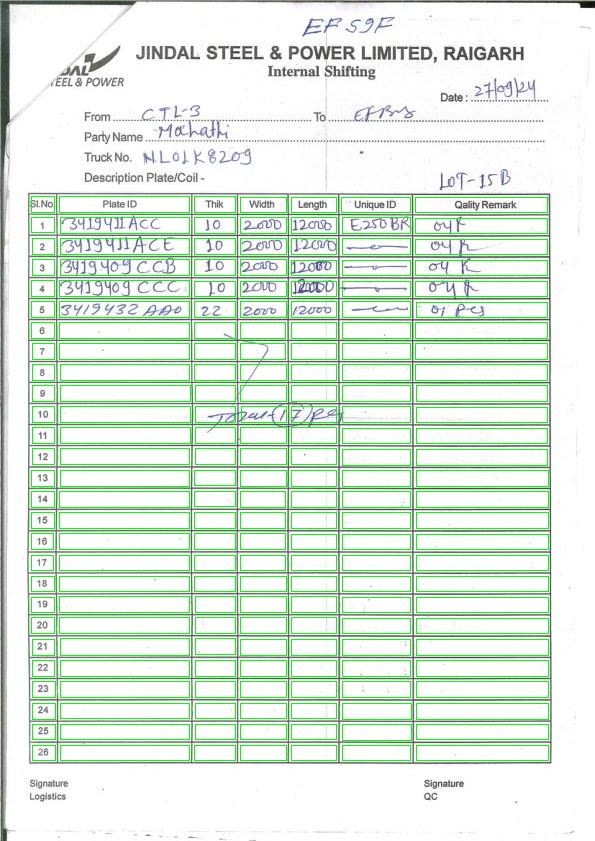 EFS9F
JINDAL STEEL & POWER LIMITED, RAIGARH
Internal Shifting
STEEL & POWER
Date : 27/09/24
From CTL-3 To
Party Name Mahathi
Truck No. NL01K8209
Description Plate/Coil - LOT-15B
Sl.No Plate ID Thik Width Length Unique ID Qality Remark
1 3419411ACC 10 2000 12000 E250BR 04
2 3419411ACE 10 2000 12000 04
3 3419409CCB 10 2000 12000 04
4 3419409CCC 10 2000 12000 04
5 3419432AA0 22 2000 12000 01 Pcs
6
7
8
9
10 Total-(17) Pcs
11
12
13
14
15
16
17
18
19
20
21
22
23
24
25
26
Signature Signature
Logistics QC